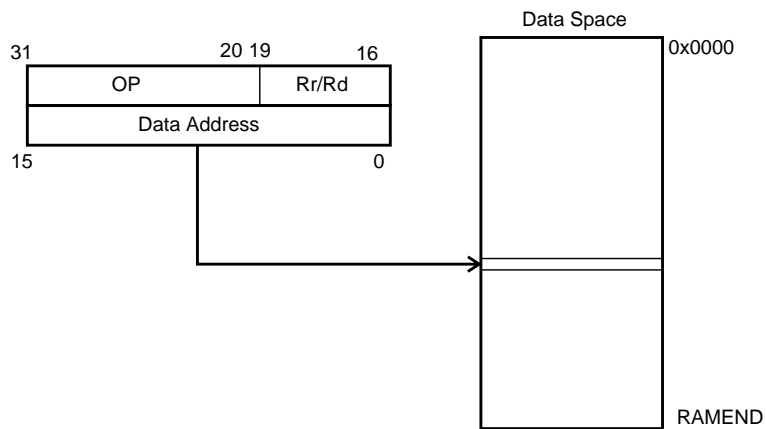 Data Space
31 20 19 16 0x0000
OP Rr/Rd
Data Address
15 0
RAMEND